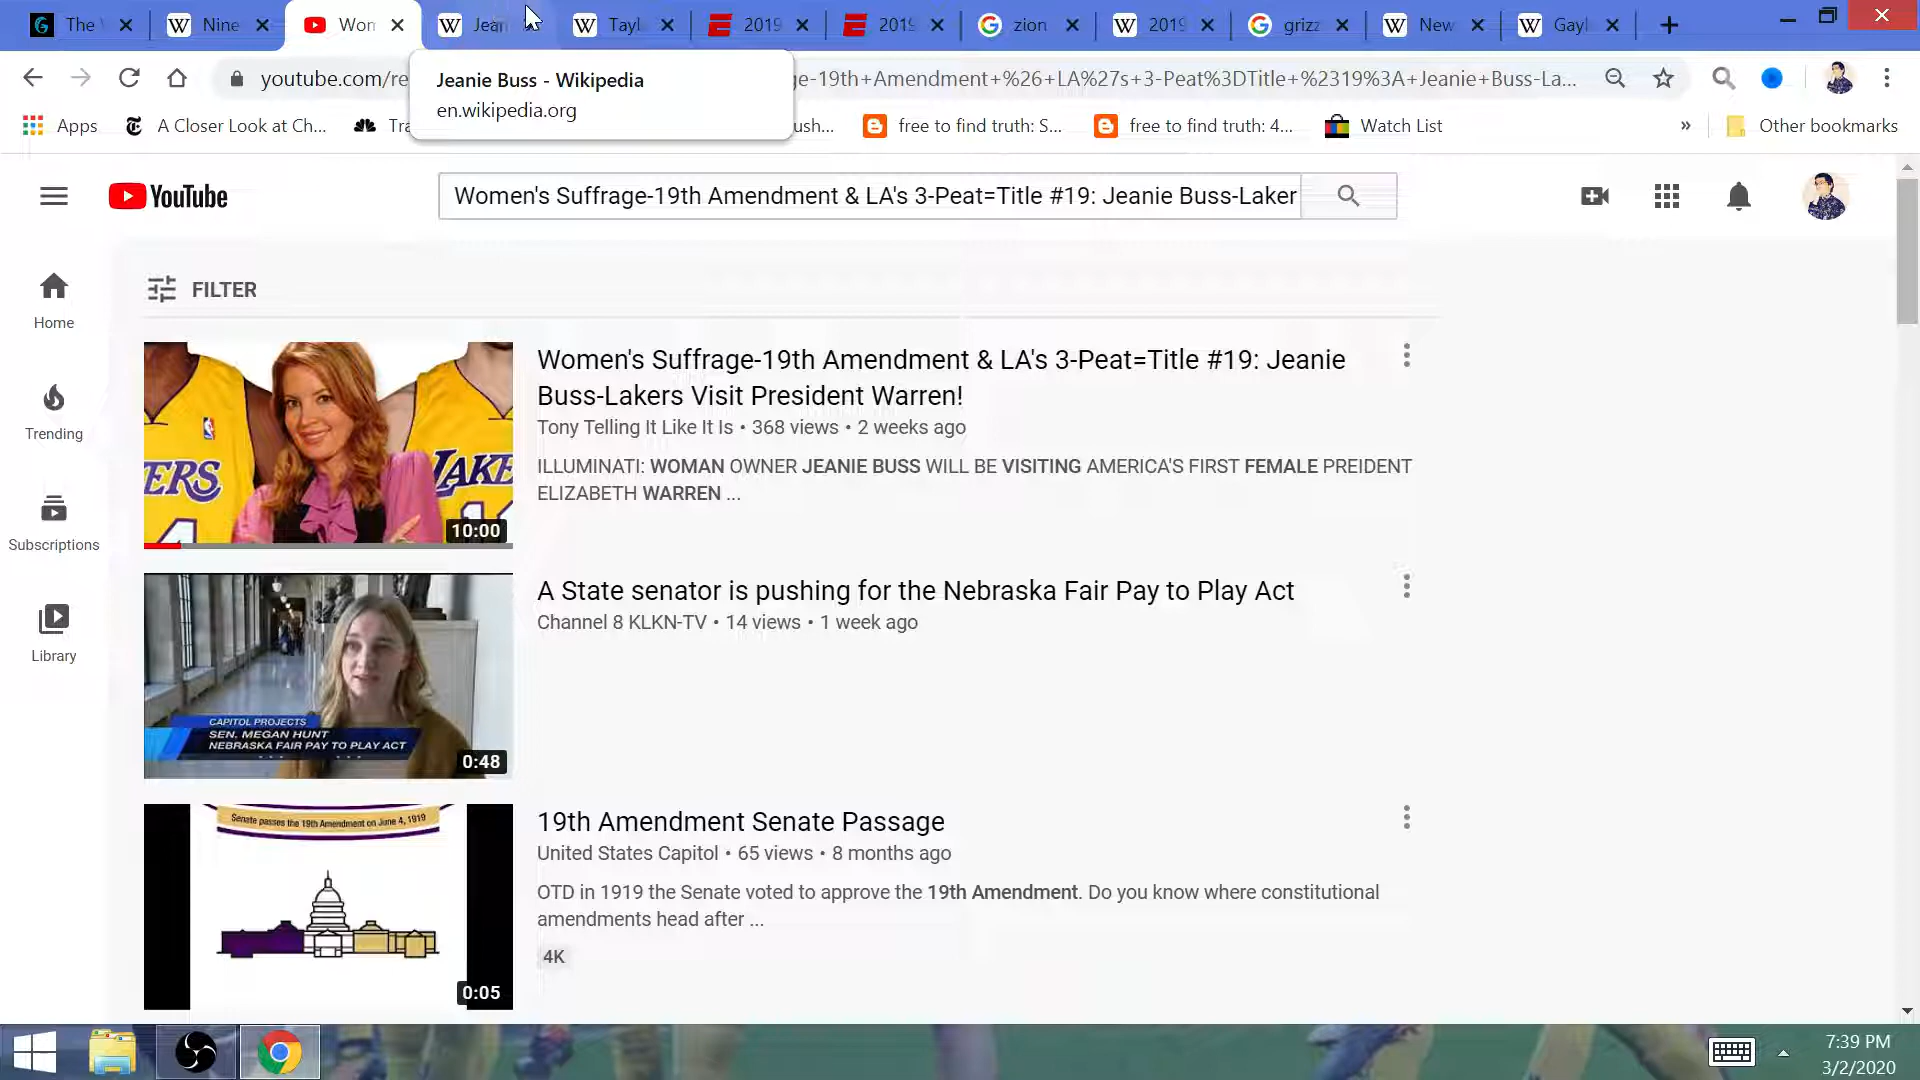 The
Nine
Won
Jean
Tayl
2019
2019
zion
2019
grizz
New
Gayl
youtube.com/re
ge-19th+Amendment+%26+LA%27s+3-Peat%3DTitle+%2319%3A+Jeanie+Buss-La...
Jeanie Buss - Wikipedia
en.wikipedia.org
Apps
A Closer Look at Ch...
Tra
ush...
free to find truth: S...
free to find truth: 4...
Watch List
»
Other bookmarks
YouTube
Women's Suffrage-19th Amendment & LA's 3-Peat=Title #19: Jeanie Buss-Laker
FILTER
Home
Trending
Subscriptions
Library
ERS
LAKE
10:00
Women's Suffrage-19th Amendment & LA's 3-Peat=Title #19: Jeanie
Buss-Lakers Visit President Warren!
Tony Telling It Like It Is • 368 views • 2 weeks ago
ILLUMINATI: WOMAN OWNER JEANIE BUSS WILL BE VISITING AMERICA'S FIRST FEMALE PREIDENT
ELIZABETH WARREN ...
CAPITOL PROJECTS
SEN. MEGAN HUNT
NEBRASKA FAIR PAY TO PLAY ACT
0:48
A State senator is pushing for the Nebraska Fair Pay to Play Act
Channel 8 KLKN-TV • 14 views • 1 week ago
Senate passes the 19th Amendment on June 4, 1919
0:05
19th Amendment Senate Passage
United States Capitol • 65 views • 8 months ago
OTD in 1919 the Senate voted to approve the 19th Amendment. Do you know where constitutional
amendments head after ...
4K
7:39 PM
3/2/2020